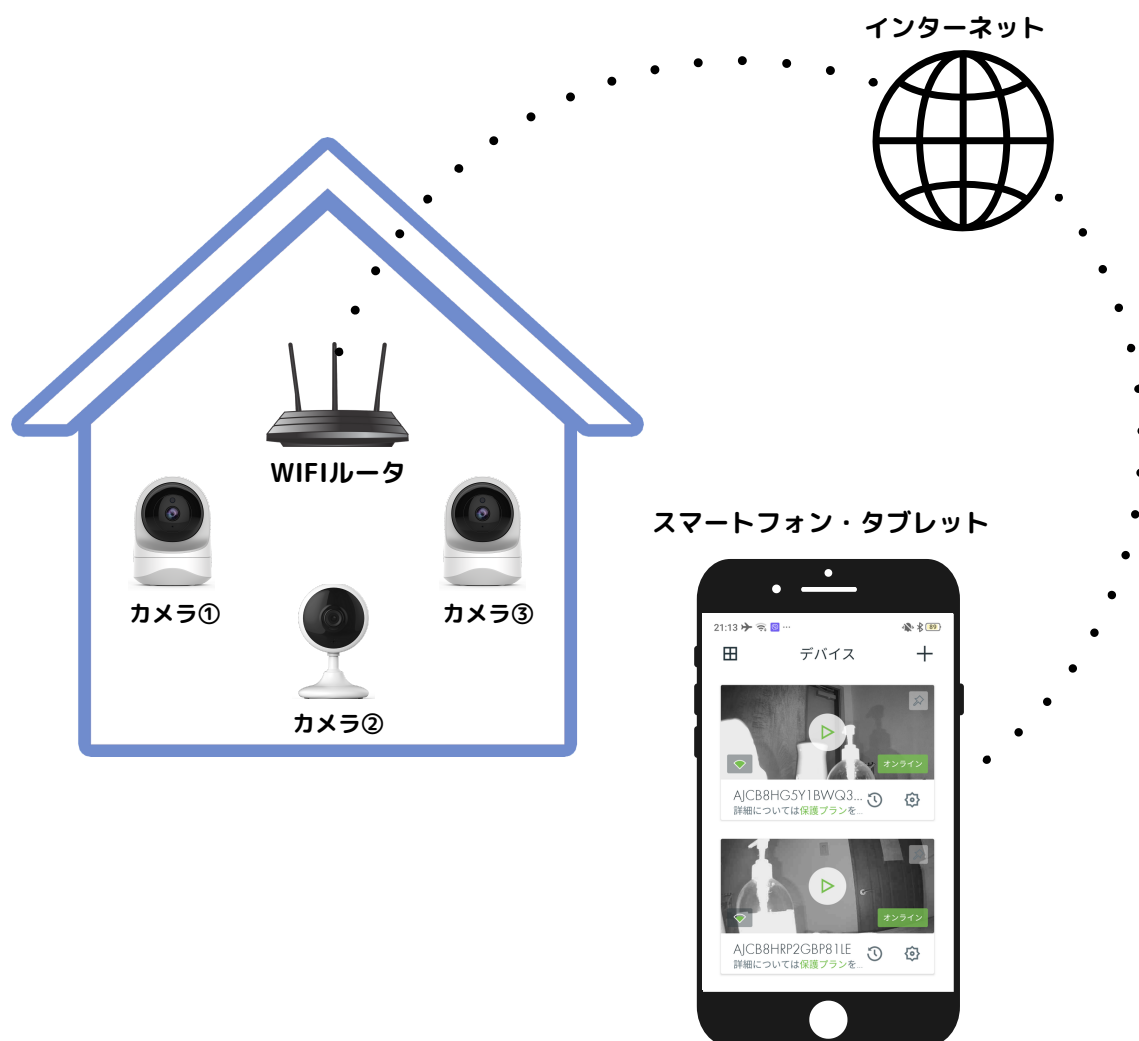 インターネット
WIFIルータ
カメラ①
カメラ③
カメラ②
スマートフォン・タブレット
21:13
89
デバイス
オンライン
AJCB8HG5Y1BWQ3...
詳細については保護プランを...
オンライン
AJCB8HRP2GBP81LE
詳細については保護プランを...